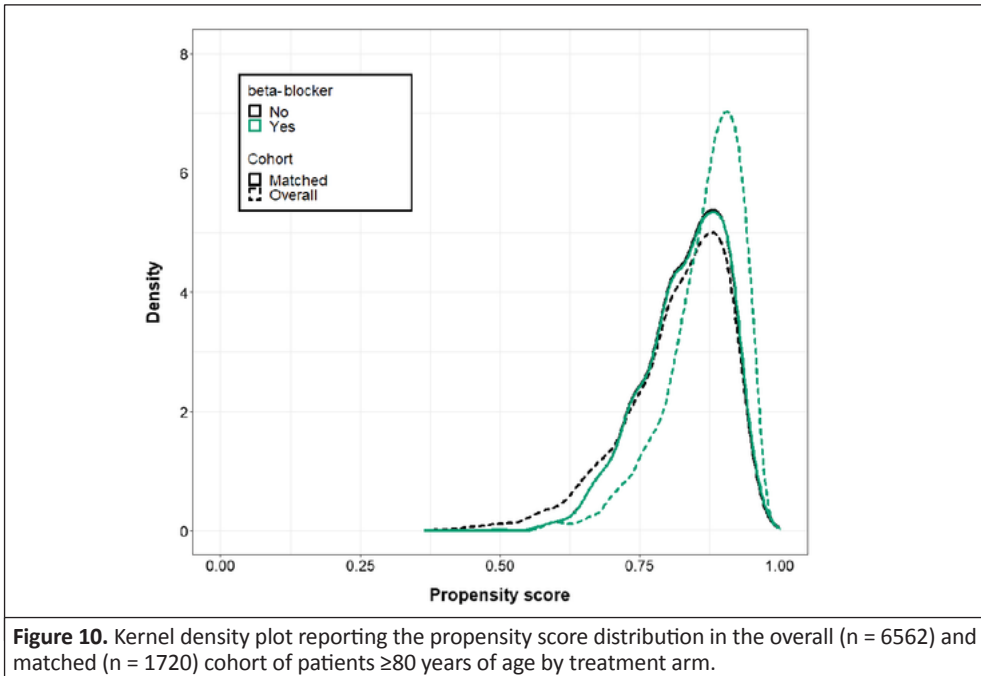 8
6
4
2
0
Density
beta-blocker
No
Yes
Cohort
Matched
Overall
0.00 0.25 0.50 0.75 1.00
Propensity score
Figure 10. Kernel density plot reporting the propensity score distribution in the overall (n = 6562) and
matched (n = 1720) cohort of patients ≥80 years of age by treatment arm.